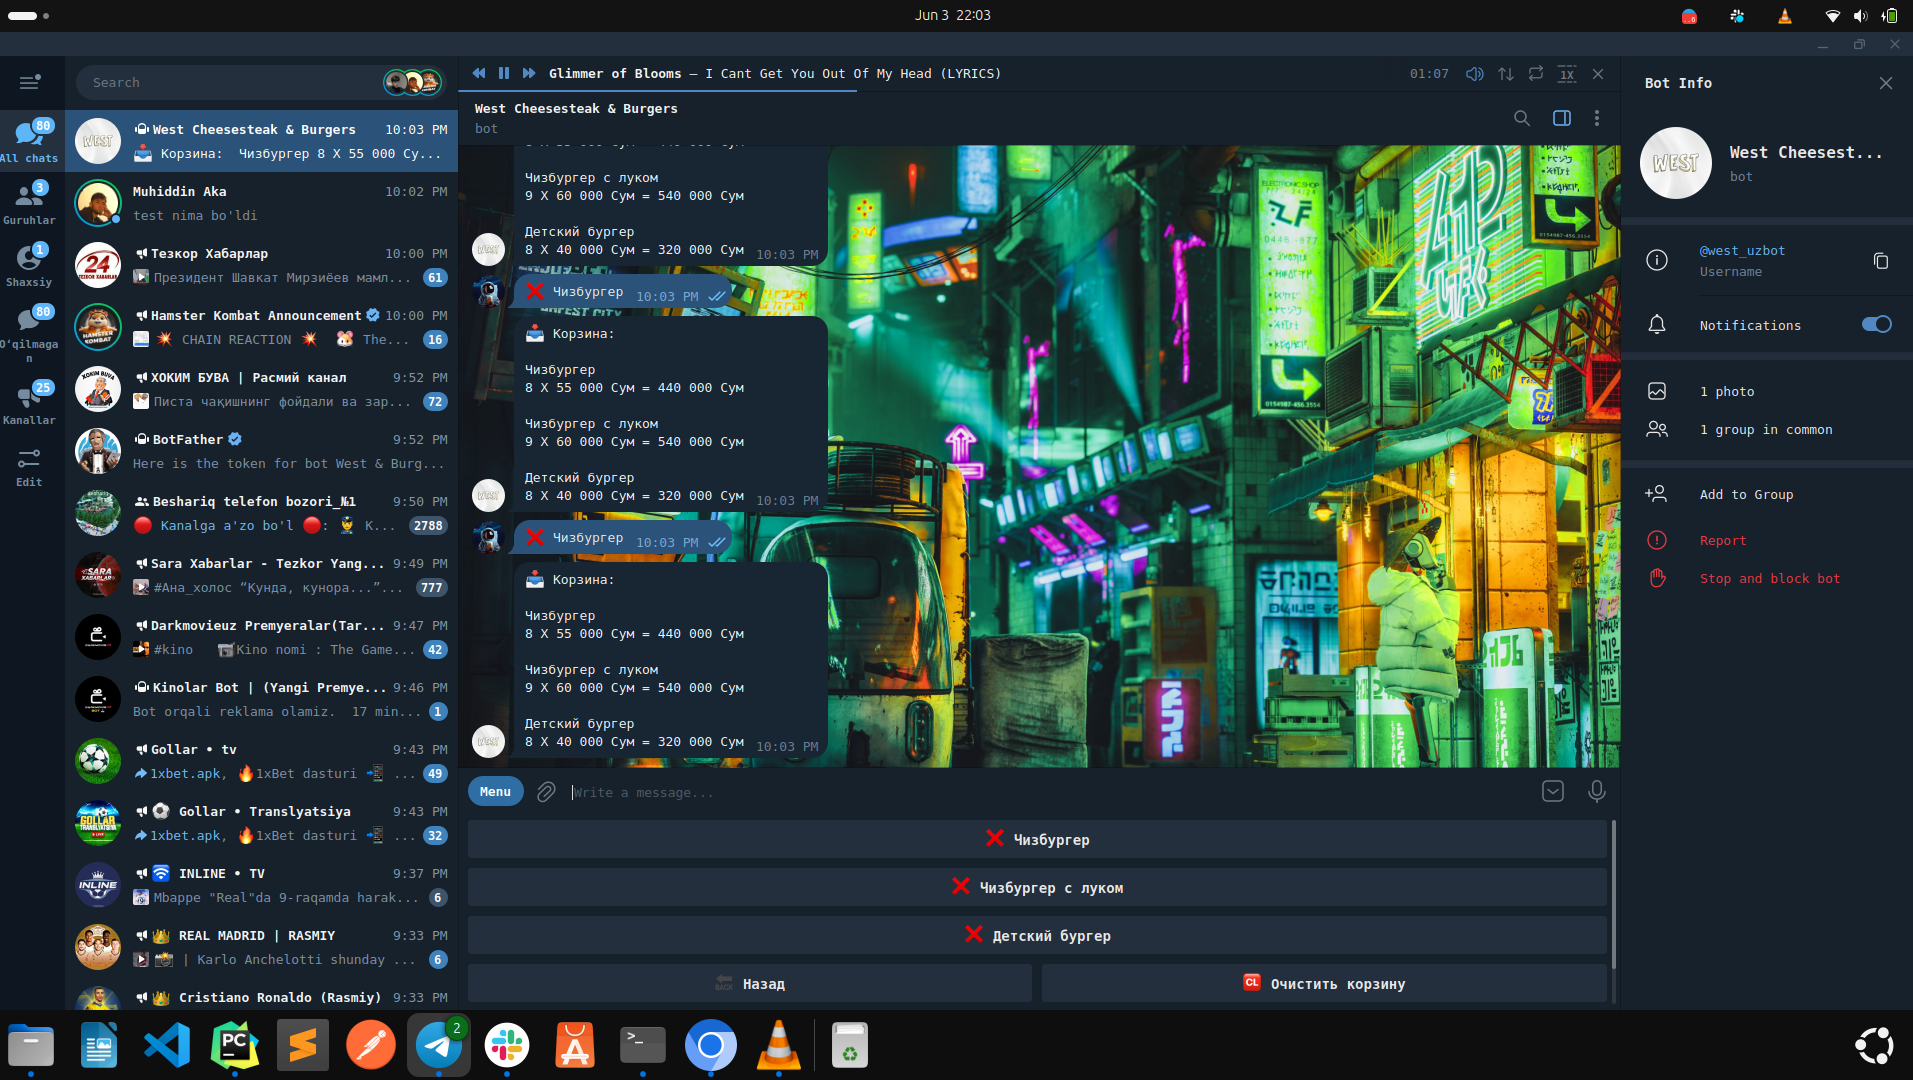 Jun 3 22:03
Search
All chats
80
Guruhlar
3
Shaxsiy
1
O'qilmagan
80
Kanallar
25
Edit
West Cheesesteak & Burgers 10:03 PM
Корзина: Чизбургер 8 X 55 000 Су...
Muhiddin Aka 10:02 PM
test nima bo'ldi
Тезкор Хабарлар 10:00 PM
Президент Шавкат Мирзиёев мамл... 61
Hamster Kombat Announcement 10:00 PM
CHAIN REACTION The... 16
ХОКИМ БУВА | Расмий канал 9:52 PM
Писта чақишнинг фойдали ва зар... 72
BotFather 9:52 PM
Here is the token for bot West & Burg...
Beshariq telefon bozori_№1 9:50 PM
Kanalga a'zo bo'l : K... 2788
Sara Xabarlar - Tezkor Yang... 9:49 PM
#Ана_холос “Кунда, кунора...”... 777
Darkmovieuz Premyeralar(Tar... 9:47 PM
#kino Kino nomi : The Game... 42
Kinolar Bot | (Yangi Premye... 9:46 PM
Bot orqali reklama olamiz. 17 min... 1
Gollar • tv 9:43 PM
1xbet.apk, 1xBet dasturi ... 49
Gollar • Translyatsiya 9:43 PM
1xbet.apk, 1xBet dasturi ... 32
INLINE • TV 9:37 PM
Mbappe "Real"da 9-raqamda harak... 6
REAL MADRID | RASMIY 9:33 PM
| Karlo Anchelotti shunday ... 6
Cristiano Ronaldo (Rasmiy) 9:33 PM
Glimmer of Blooms – I Cant Get You Out Of My Head (LYRICS) 01:07 1X
West Cheesesteak & Burgers
bot
Чизбургер с луком
9 X 60 000 Сум = 540 000 Сум
Детский бургер
8 X 40 000 Сум = 320 000 Сум 10:03 PM
Чизбургер 10:03 PM
Корзина:
Чизбургер
8 X 55 000 Сум = 440 000 Сум
Чизбургер с луком
9 X 60 000 Сум = 540 000 Сум
Детский бургер
8 X 40 000 Сум = 320 000 Сум 10:03 PM
Чизбургер 10:03 PM
Корзина:
Чизбургер
8 X 55 000 Сум = 440 000 Сум
Чизбургер с луком
9 X 60 000 Сум = 540 000 Сум
Детский бургер
8 X 40 000 Сум = 320 000 Сум 10:03 PM
Menu
Write a message...
Чизбургер
Чизбургер с луком
Детский бургер
Назад
CL Очистить корзину
Bot Info
WEST
West Cheesest...
bot
@west_uzbot
Username
Notifications
1 photo
1 group in common
Add to Group
Report
Stop and block bot
PC
2